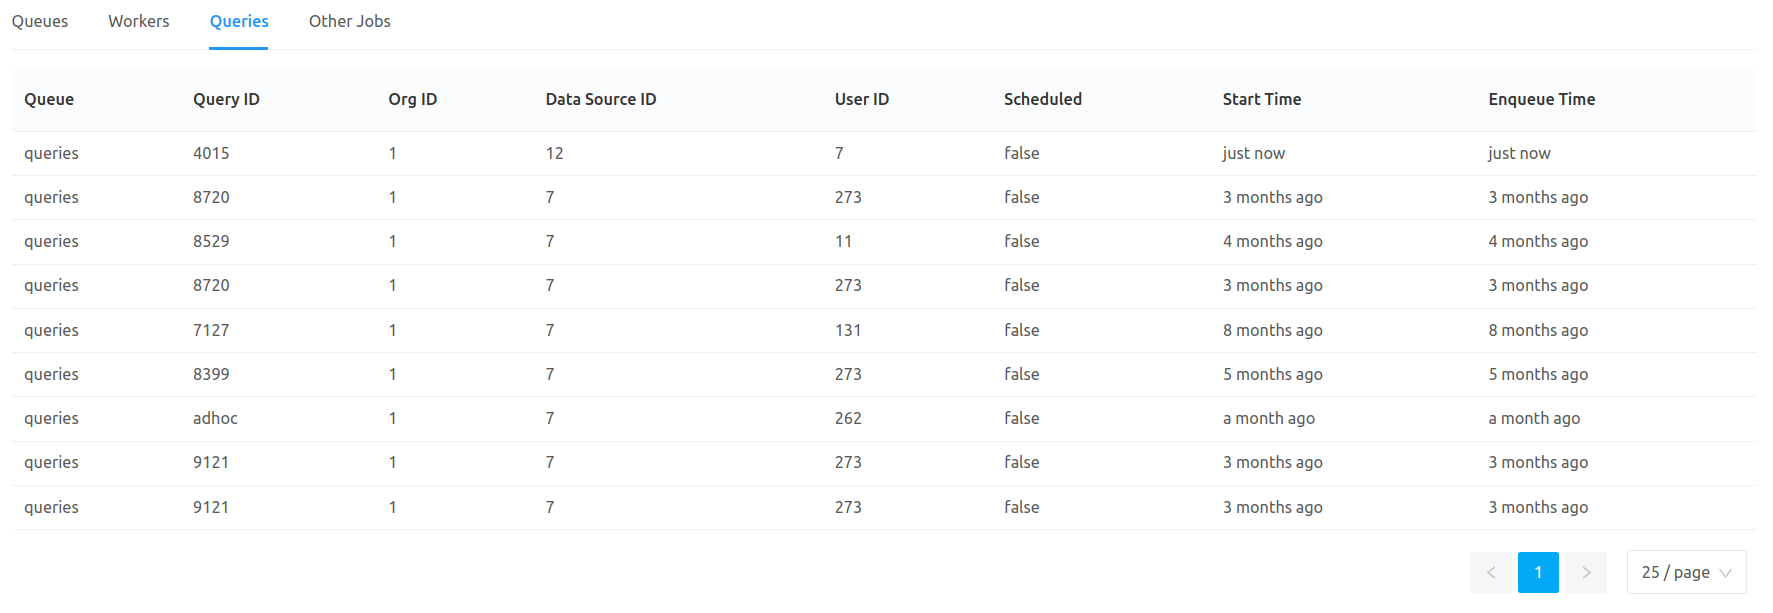 Queues Workers Queries Other Jobs
Queue Query ID Org ID Data Source ID User ID Scheduled Start Time Enqueue Time
queries 4015 1 12 7 false just now just now
queries 8720 1 7 273 false 3 months ago 3 months ago
queries 8529 1 7 11 false 4 months ago 4 months ago
queries 8720 1 7 273 false 3 months ago 3 months ago
queries 7127 1 7 131 false 8 months ago 8 months ago
queries 8399 1 7 273 false 5 months ago 5 months ago
queries adhoc 1 7 262 false a month ago a month ago
queries 9121 1 7 273 false 3 months ago 3 months ago
queries 9121 1 7 273 false 3 months ago 3 months ago
< 1 > 25 / page